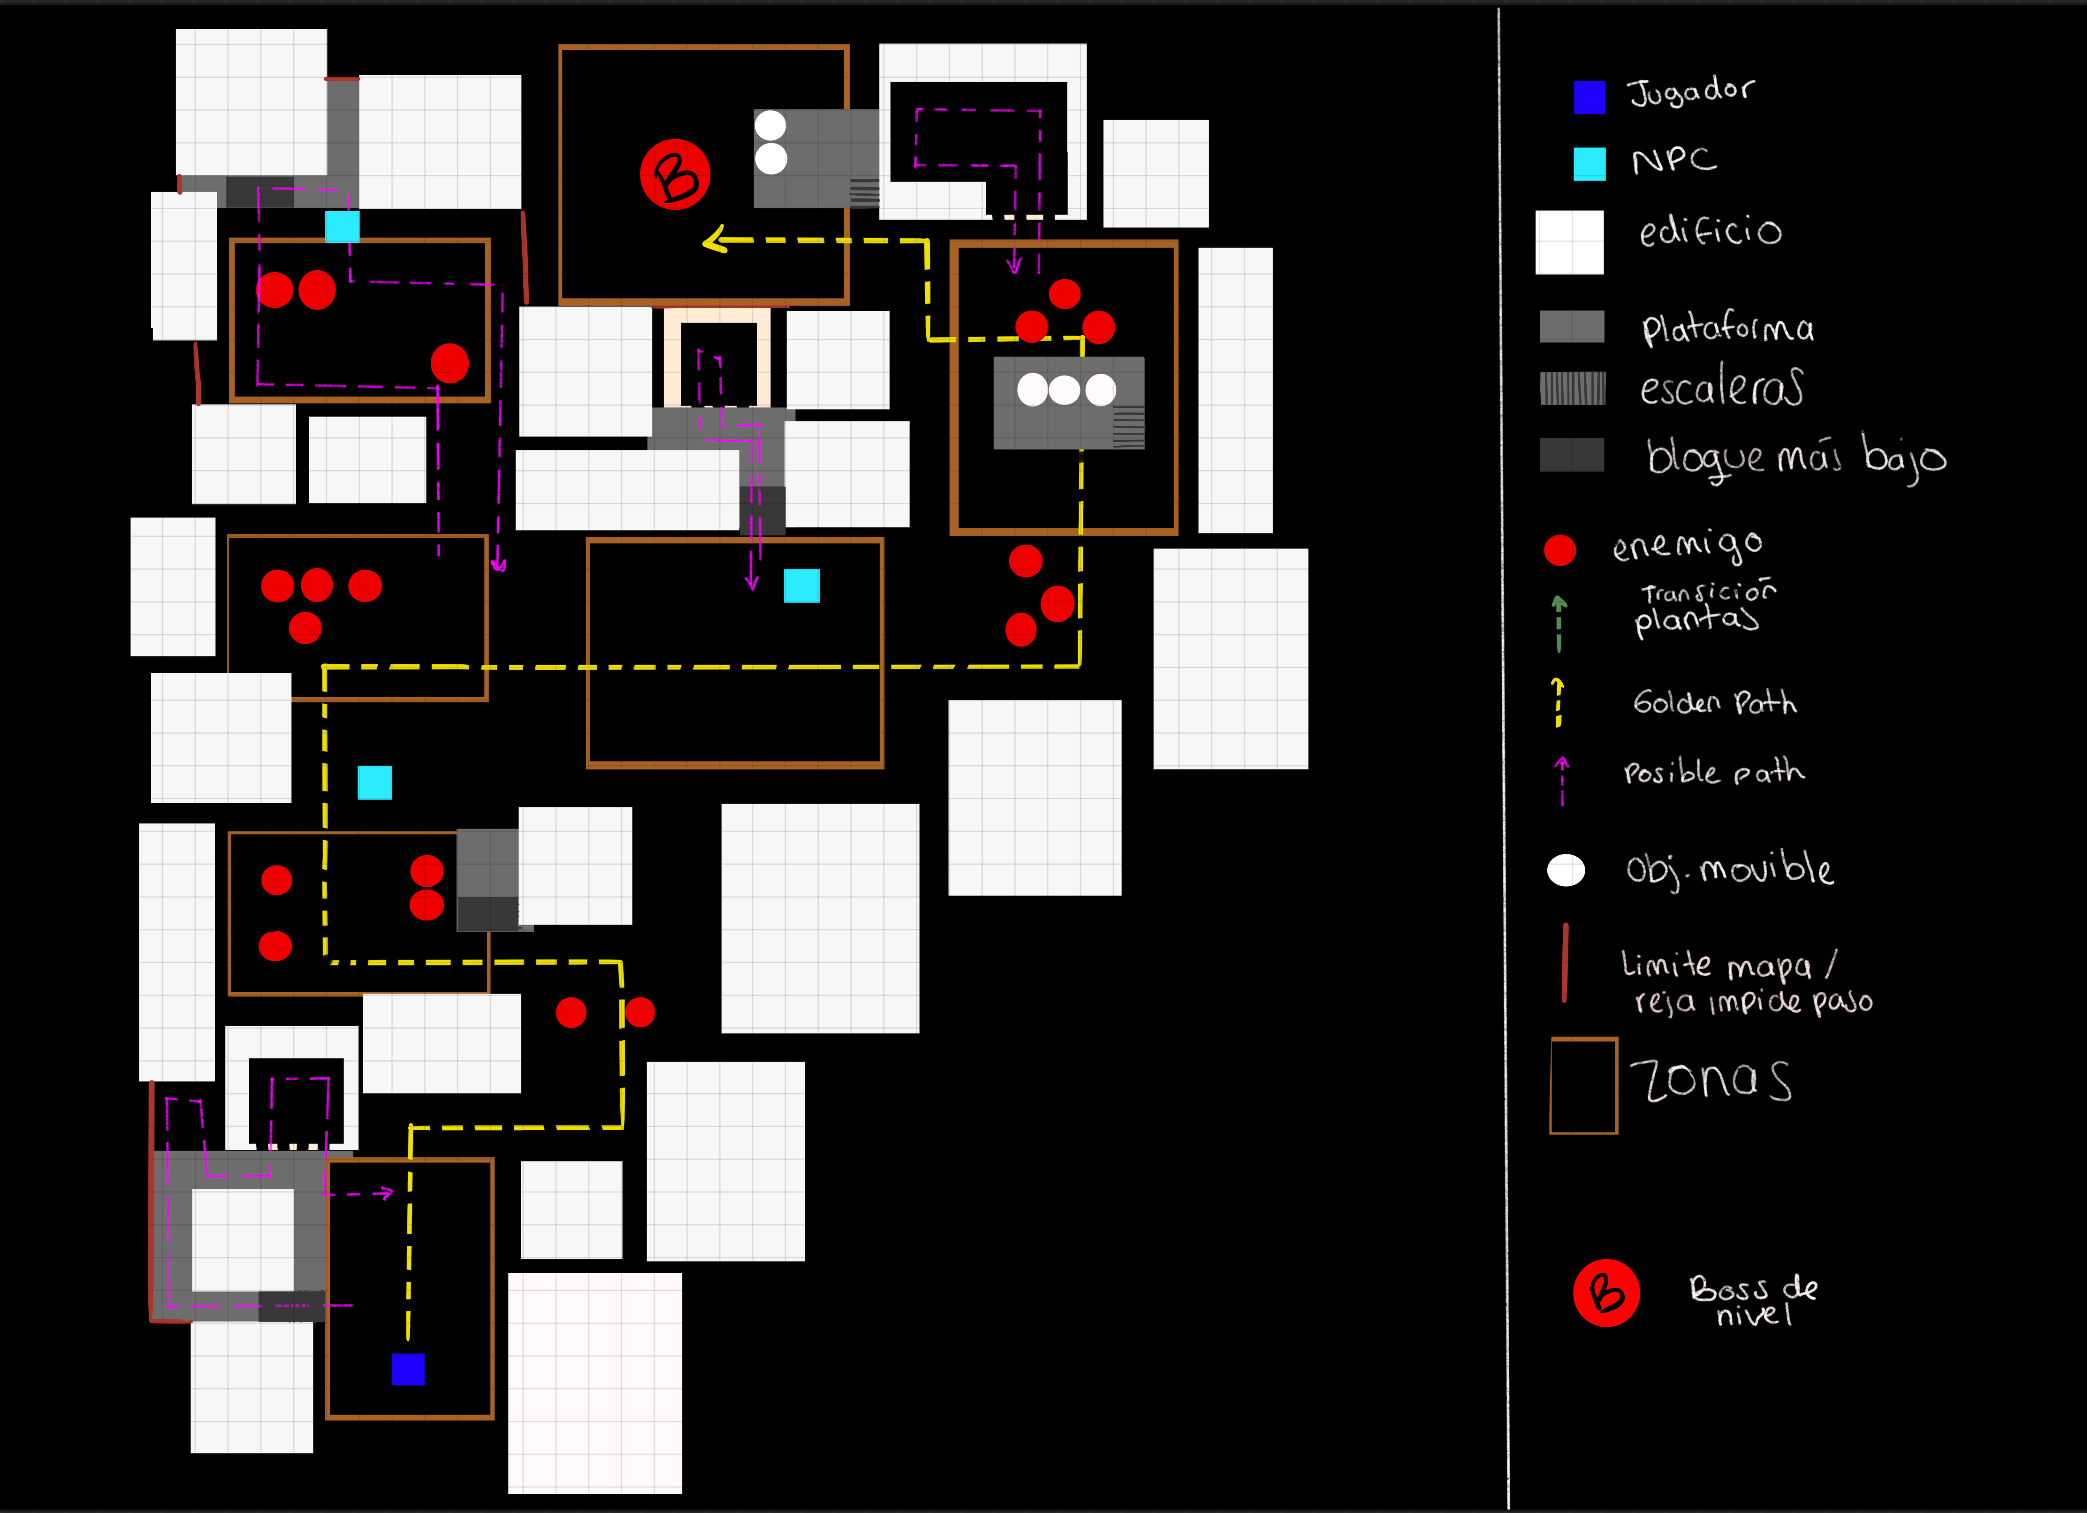 B
Jugador
NPC
edificio
plataforma
escaleras
bloque más bajo
enemigo
Transición
plantas
Golden Path
Posible path
Obj. movible
Limite mapa /
reja impide paso
Zonas
B
Boss de
nivel